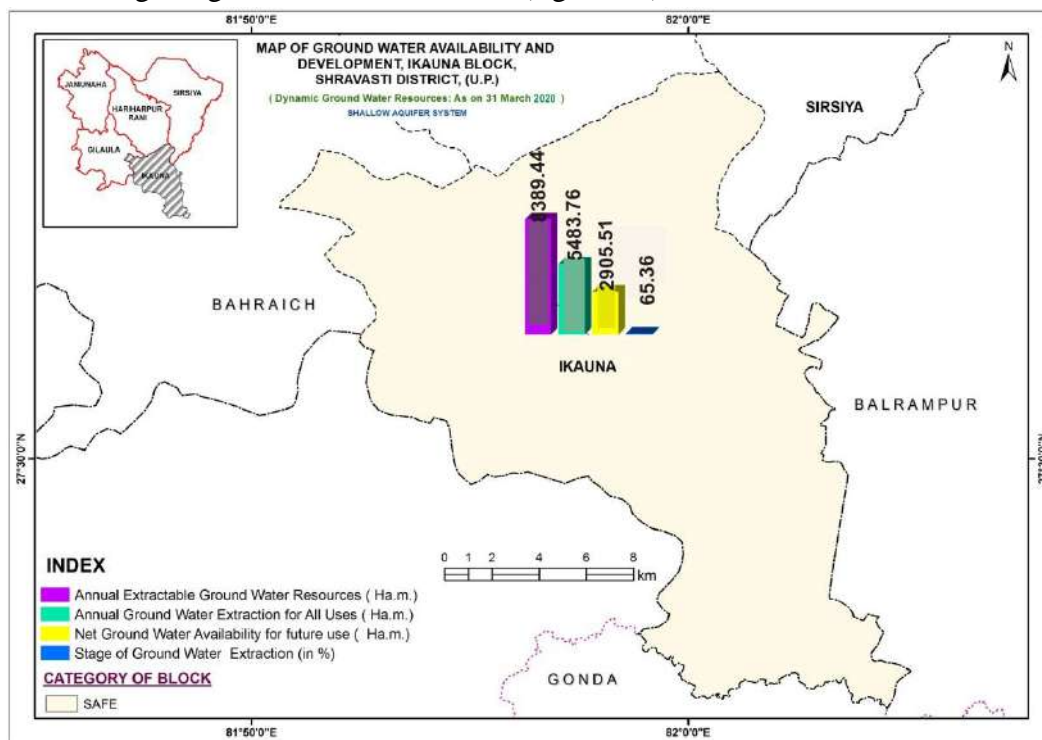 81°50'0"E
82°0'0"E
MAP OF GROUND WATER AVAILABILITY AND
DEVELOPMENT, IKAUNA BLOCK,
SHRAVASTI DISTRICT, (U.P.)
( Dynamic Ground Water Resources: As on 31 March 2020 )
SHALLOW AQUIFER SYSTEM
N
JAMUNAHA
HARIHARPUR
RANI
SIRSIYA
GILAULA
IKAUNA
SIRSIYA
8389.44
5483.76
2905.51
65.36
BAHRAICH
IKAUNA
BALRAMPUR
27°30'0"N
27°30'0"N
0 1 2 4 6 8
km
INDEX
Annual Extractable Ground Water Resources ( Ha.m.)
Annual Ground Water Extraction for All Uses ( Ha.m.)
Net Ground Water Availability for future use ( Ha.m.)
Stage of Ground Water Extraction (in %)
CATEGORY OF BLOCK
SAFE
GONDA
81°50'0"E
82°0'0"E